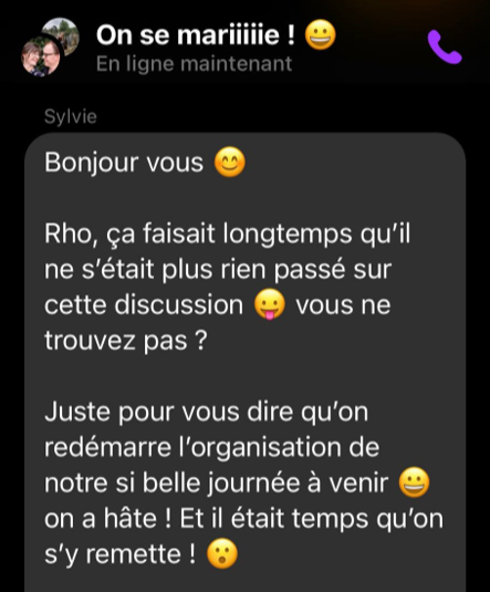 On se mariiiiie ! 😀
En ligne maintenant
Sylvie
Bonjour vous 😊
Rho, ça faisait longtemps qu’il
ne s’était plus rien passé sur
cette discussion 😛 vous ne
trouvez pas ?
Juste pour vous dire qu’on
redémarre l’organisation de
notre si belle journée à venir 😀
on a hâte ! Et il était temps qu’on
s’y remette ! 😮